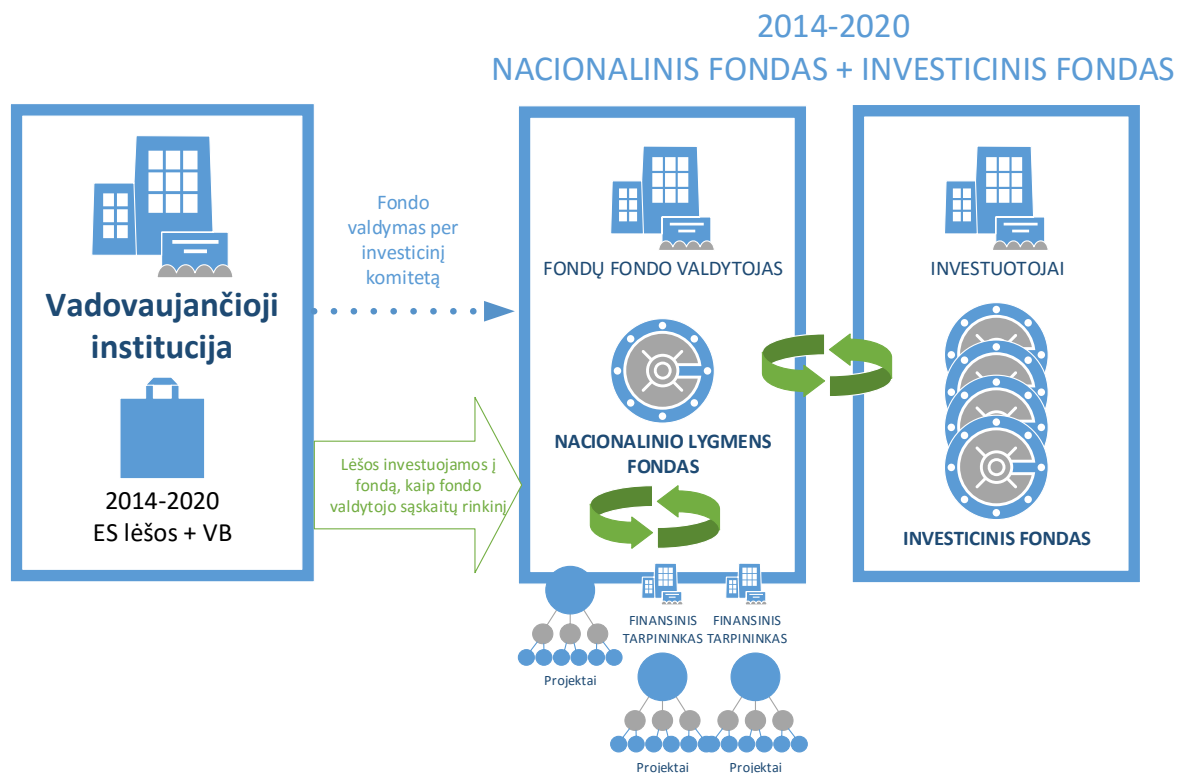 2014-2020
NACIONALINIS FONDAS + INVESTICINIS FONDAS
Vadovaujančioji
institucija
2014-2020
ES lėšos + VB
Fondo
valdymas per
investicinį
komitetą
Lėšos investuojamos į
fondą, kaip fondo
valdytojo sąskaitų rinkinį
FONDŲ FONDO VALDYTOJAS
NACIONALINIO LYGMENS
FONDAS
INVESTUOTOJAI
INVESTICINIS FONDAS
Projektai
FINANSINIS
TARPININKAS
Projektai
FINANSINIS
TARPININKAS
Projektai